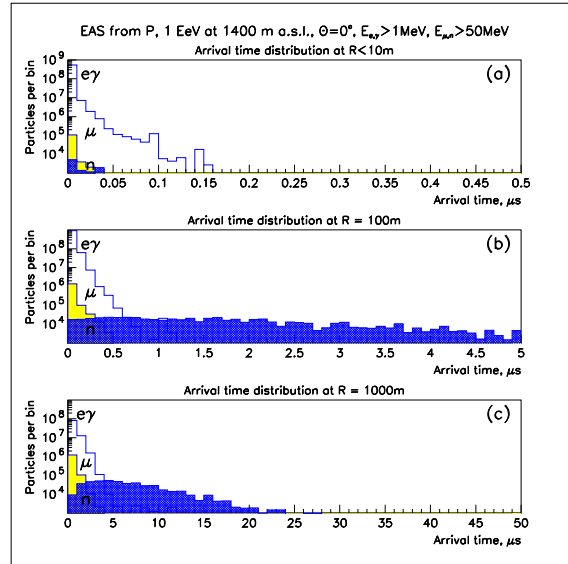 EAS from P, 1 EeV at 1400 m a.s.l., Θ=0°, E_{e,γ}>1MeV, E_{μ,n}>50MeV
Arrival time distribution at R<10m
Particles per bin
10^9
10^8
10^7
10^6
10^5
10^4
eγ
μ
n
(a)
0 0.05 0.1 0.15 0.2 0.25 0.3 0.35 0.4 0.45 0.5
Arrival time, μs
Arrival time distribution at R = 100m
Particles per bin
10^8
10^7
10^6
10^5
10^4
eγ
μ
n
(b)
0 0.5 1 1.5 2 2.5 3 3.5 4 4.5 5
Arrival time, μs
Arrival time distribution at R = 1000m
Particles per bin
10^8
10^7
10^6
10^5
10^4
eγ
μ
n
(c)
0 5 10 15 20 25 30 35 40 45 50
Arrival time, μs